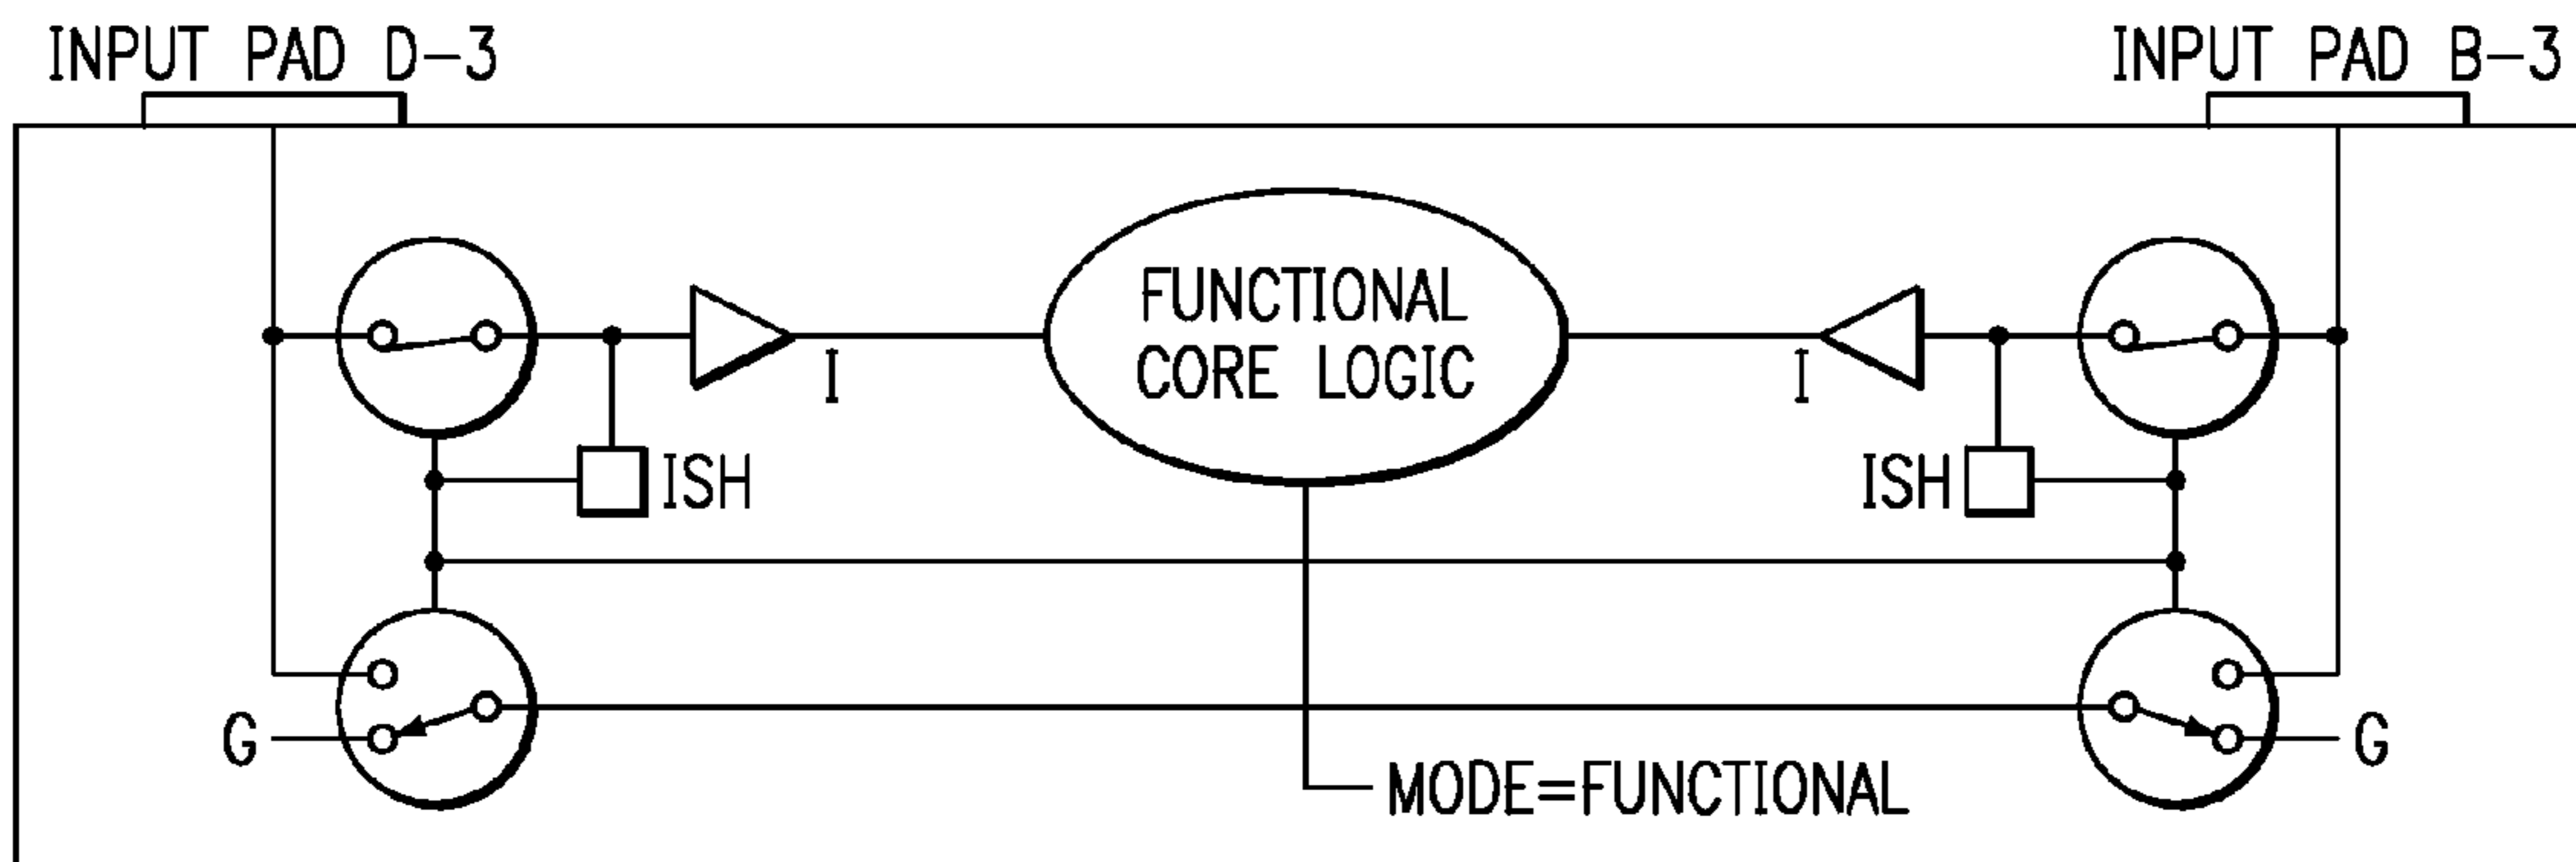 INPUT PAD D-3
INPUT PAD B-3
FUNCTIONAL
CORE LOGIC
I
I
ISH
ISH
G
G
MODE=FUNCTIONAL